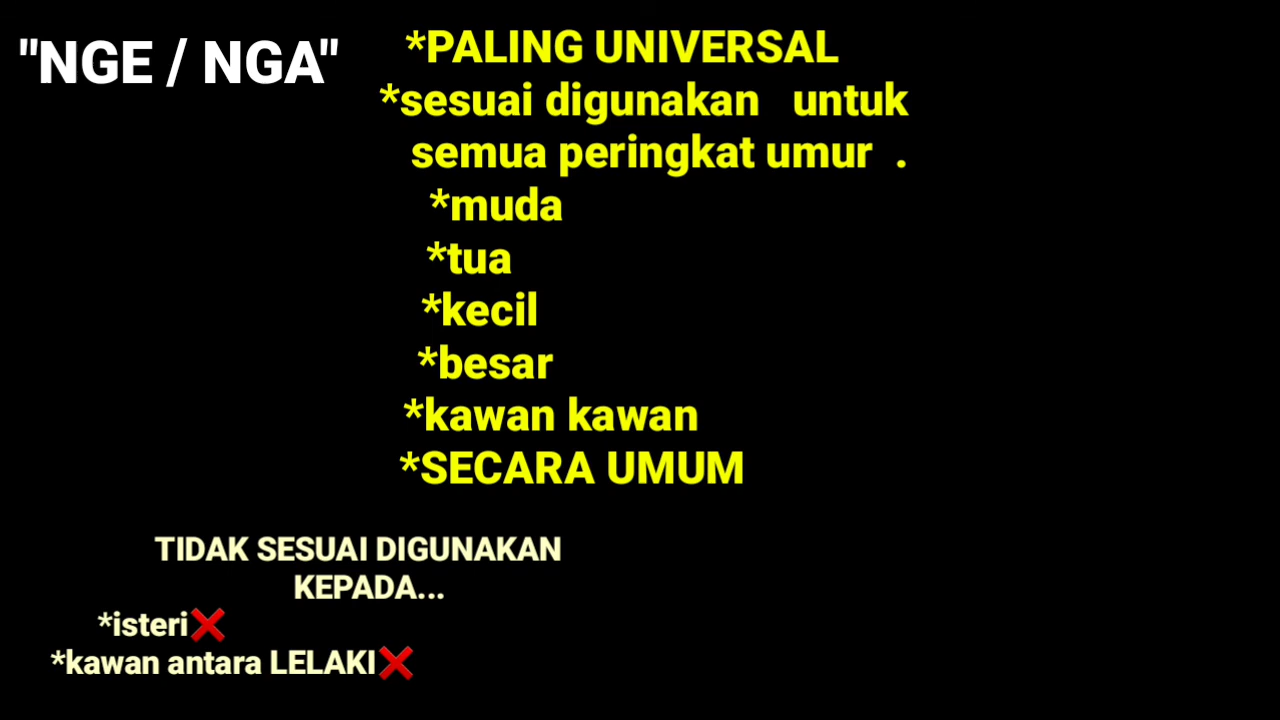 "NGE / NGA"
*PALING UNIVERSAL
*sesuai digunakan untuk
semua peringkat umur .
*muda
*tua
*kecil
*besar
*kawan kawan
*SECARA UMUM
TIDAK SESUAI DIGUNAKAN
KEPADA...
*isteri❌
*kawan antara LELAKI❌